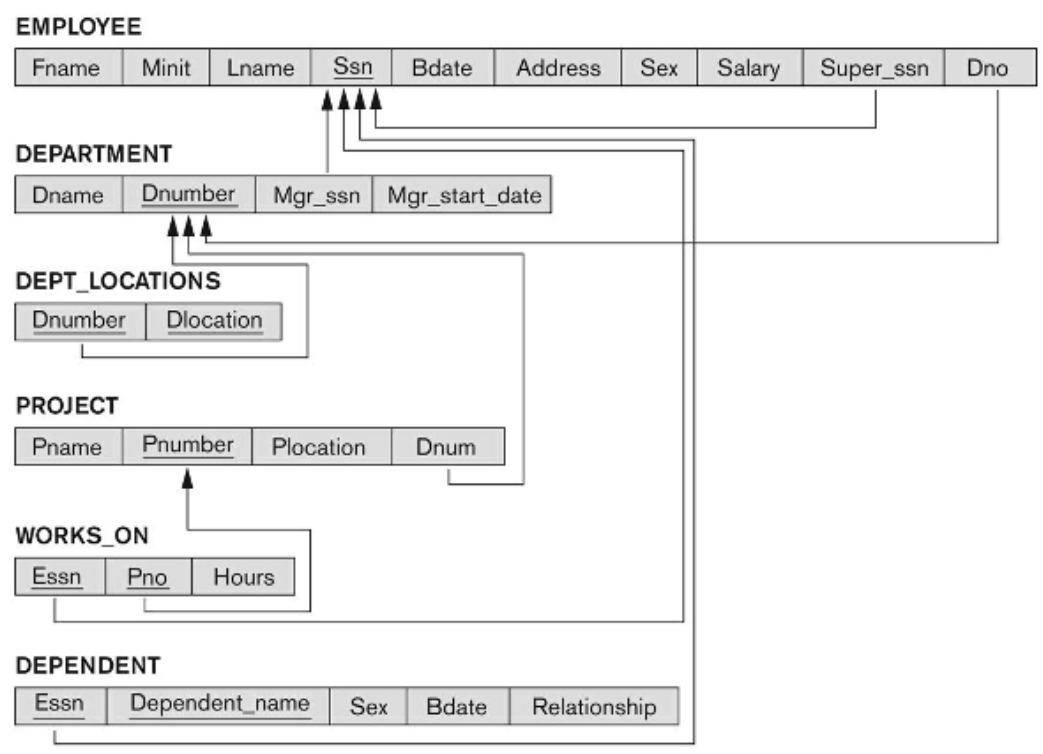 EMPLOYEE
Fname Minit Lname Ssn Bdate Address Sex Salary Super_ssn Dno
DEPARTMENT
Dname Dnumber Mgr_ssn Mgr_start_date
DEPT_LOCATIONS
Dnumber Dlocation
PROJECT
Pname Pnumber Plocation Dnum
WORKS_ON
Essn Pno Hours
DEPENDENT
Essn Dependent_name Sex Bdate Relationship